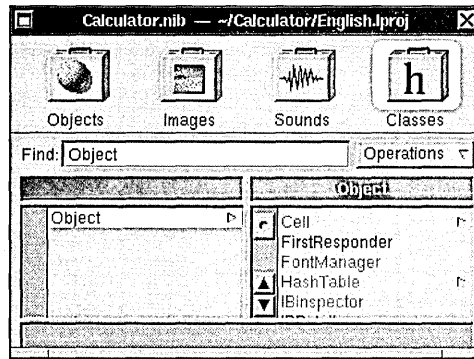 Calculator.nib — ~/Calculator/English.lproj
h
Objects Images Sounds Classes
Find: Object Operations
Object
Object
Cell
FirstResponder
FontManager
HashTable
IBInspector